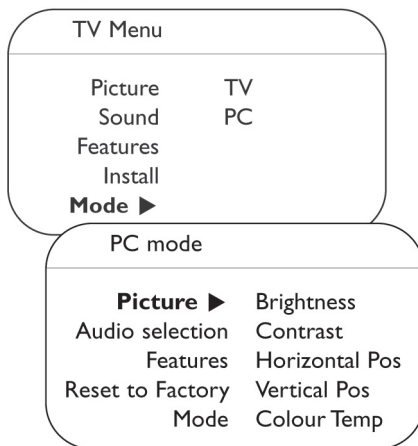 TV Menu
Picture TV
Sound PC
Features
Install
Mode ▶
PC mode
Picture ▶ Brightness
Audio selection Contrast
Features Horizontal Pos
Reset to Factory Vertical Pos
Mode Colour Temp